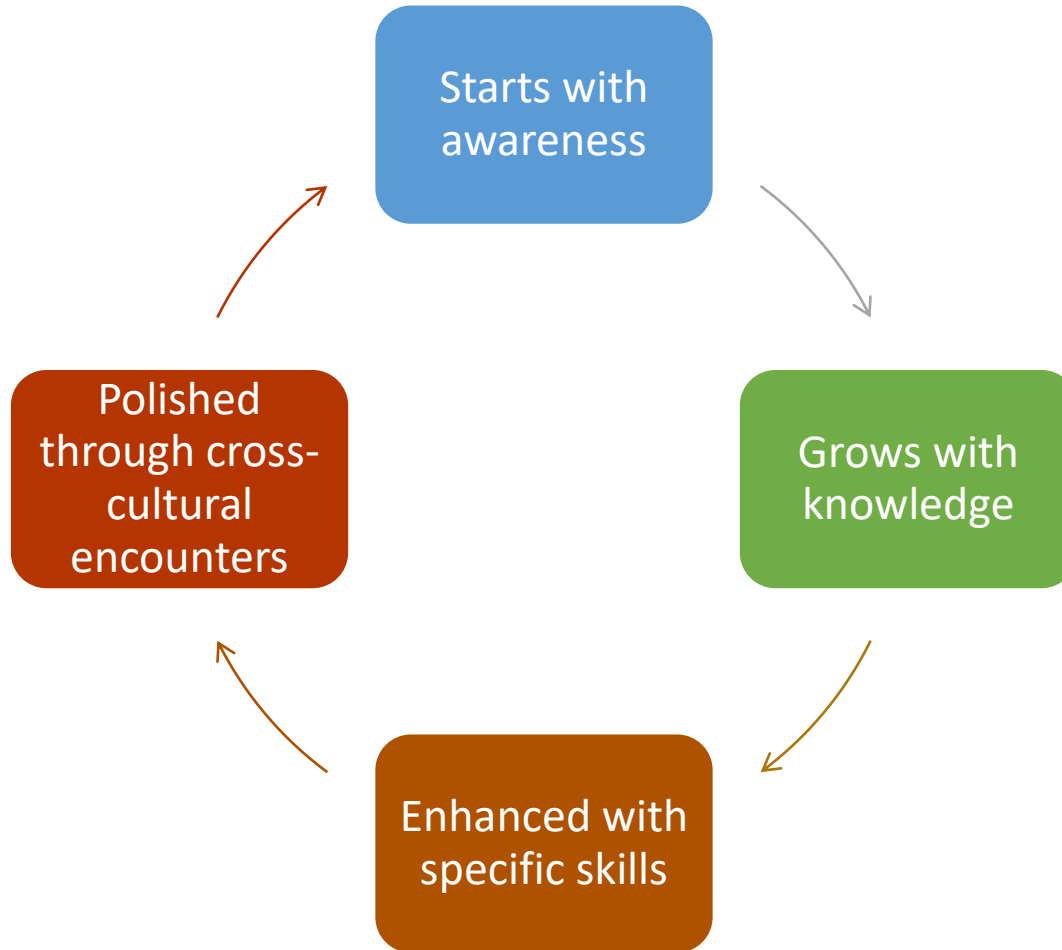 Starts with
awareness
Grows with
knowledge
Enhanced with
specific skills
Polished
through cross-
cultural
encounters